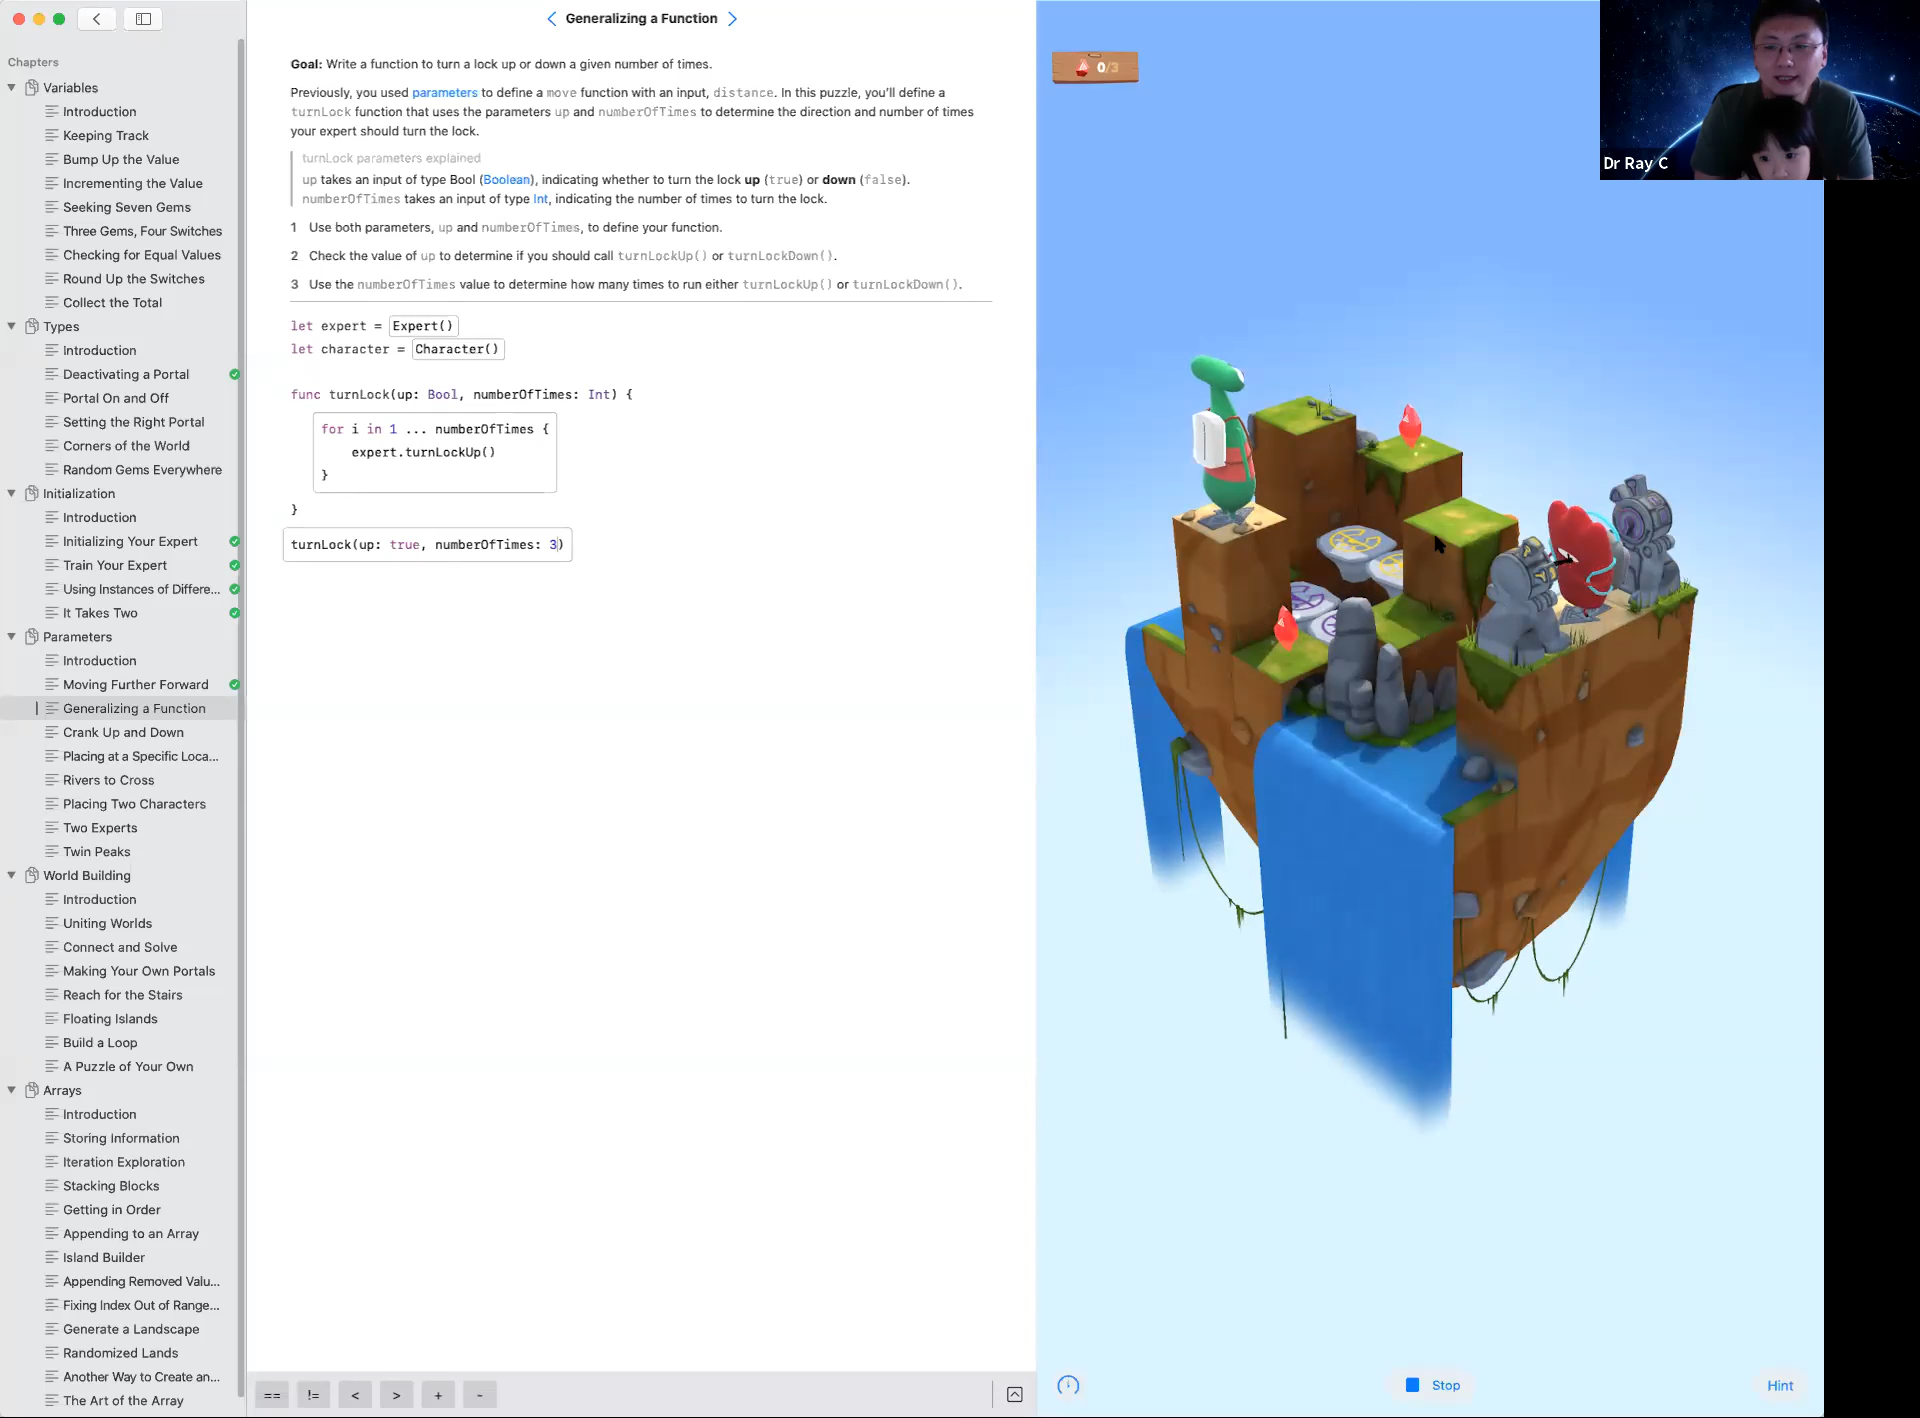 Chapters
Variables
Introduction
Keeping Track
Bump Up the Value
Incrementing the Value
Seeking Seven Gems
Three Gems, Four Switches
Checking for Equal Values
Round Up the Switches
Collect the Total
Types
Introduction
Deactivating a Portal
Portal On and Off
Setting the Right Portal
Corners of the World
Random Gems Everywhere
Initialization
Introduction
Initializing Your Expert
Train Your Expert
Using Instances of Differe...
It Takes Two
Parameters
Introduction
Moving Further Forward
Generalizing a Function
Crank Up and Down
Placing at a Specific Loca...
Rivers to Cross
Placing Two Characters
Two Experts
Twin Peaks
World Building
Introduction
Uniting Worlds
Connect and Solve
Making Your Own Portals
Reach for the Stairs
Floating Islands
Build a Loop
A Puzzle of Your Own
Arrays
Introduction
Storing Information
Iteration Exploration
Stacking Blocks
Getting in Order
Appending to an Array
Island Builder
Appending Removed Valu...
Fixing Index Out of Range...
Generate a Landscape
Randomized Lands
Another Way to Create an...
The Art of the Array
Generalizing a Function
Goal: Write a function to turn a lock up or down a given number of times.
Previously, you used parameters to define a move function with an input, distance. In this puzzle, you'll define a
turnLock function that uses the parameters up and numberOfTimes to determine the direction and number of times
your expert should turn the lock.
turnLock parameters explained
up takes an input of type Bool (Boolean), indicating whether to turn the lock up (true) or down (false).
numberOfTimes takes an input of type Int, indicating the number of times to turn the lock.
1 Use both parameters, up and numberOfTimes, to define your function.
2 Check the value of up to determine if you should call turnLockUp() or turnLockDown().
3 Use the numberOfTimes value to determine how many times to run either turnLockUp() or turnLockDown().
let expert = Expert()
let character = Character()
func turnLock(up: Bool, numberOfTimes: Int) {
for i in 1 ... numberOfTimes {
expert.turnLockUp()
}
}
turnLock(up: true, numberOfTimes: 3)
== != < > + -
0/3
Dr Ray C
Stop
Hint